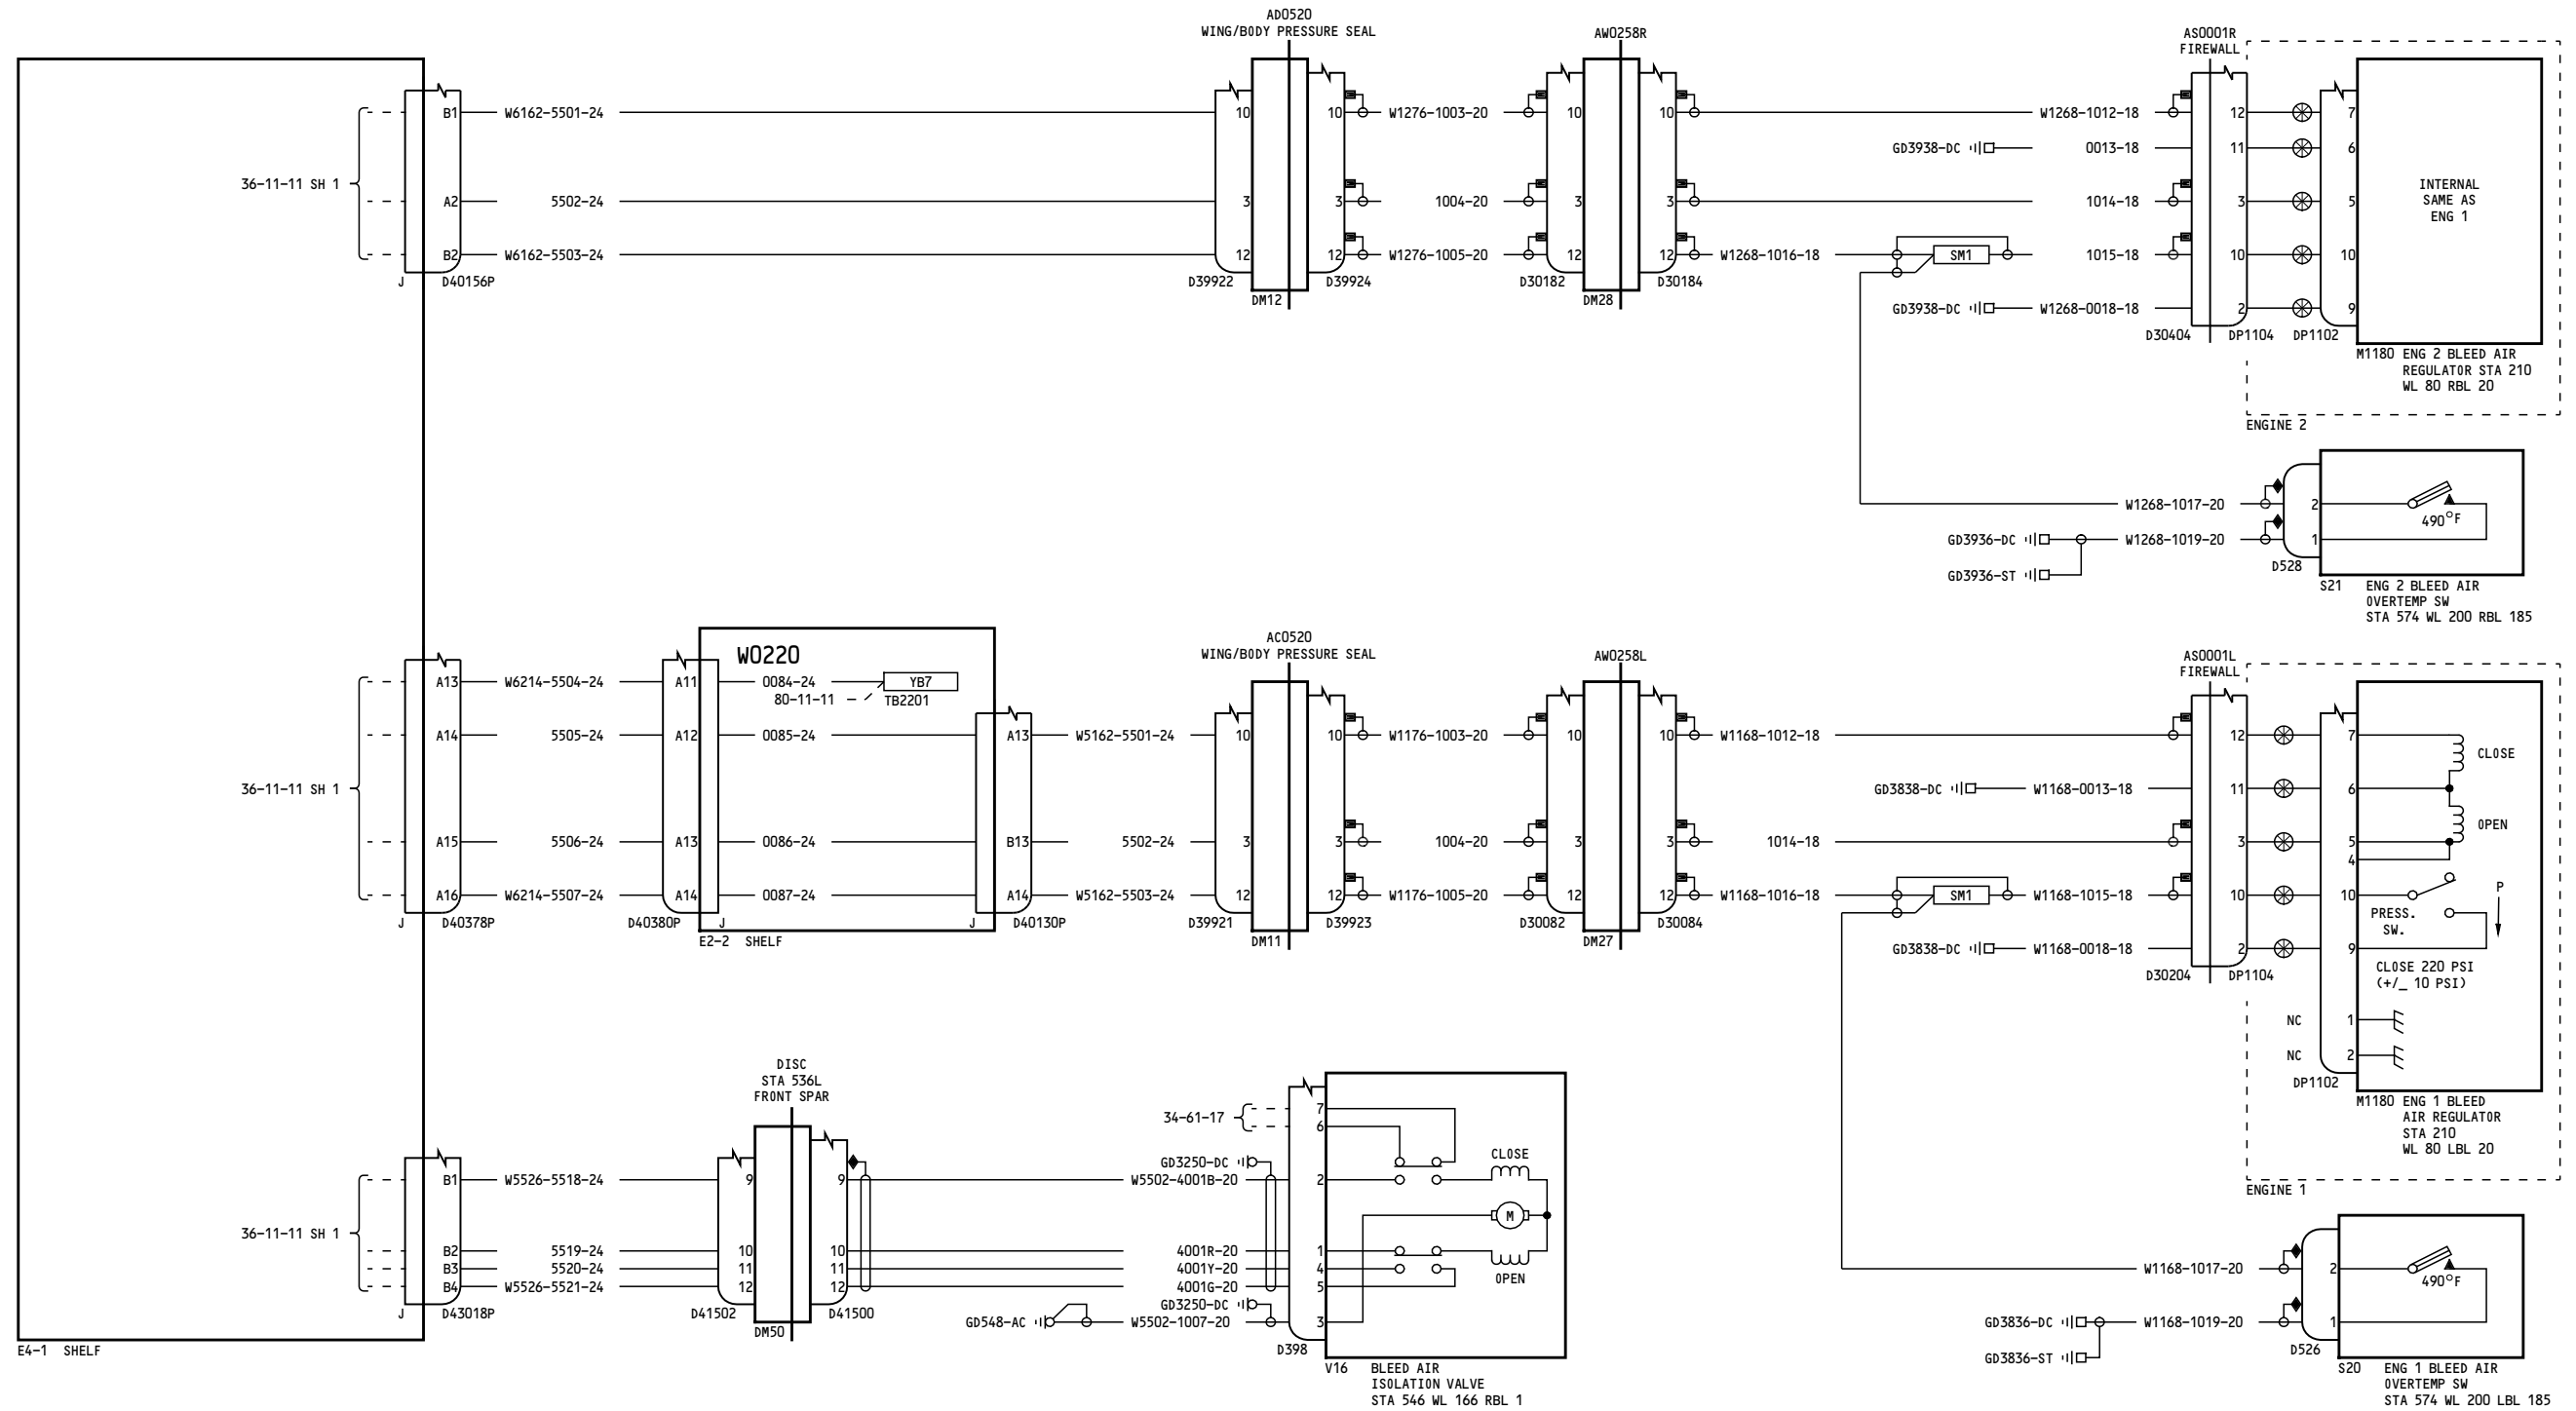 AD0520
WING/BODY PRESSURE SEAL
AW0258R
AS0001R
FIREWALL
36-11-11 SH 1
B1 W6162-5501-24 10 10 W1276-1003-20 10 10 W1268-1012-18 12 7
GD3938-DC 0013-18 11 6
A2 5502-24 3 3 1004-20 3 3 1014-18 3 5
B2 W6162-5503-24 12 12 W1276-1005-20 12 12 W1268-1016-18 SM1 1015-18 10 10
GD3938-DC W1268-0018-18 2 9
INTERNAL
SAME AS
ENG 1
J D40156P D39922 D39924 D30182 D30184
DM12 DM28
D30404 DP1104 DP1102
M1180 ENG 2 BLEED AIR
REGULATOR STA 210
WL 80 RBL 20
ENGINE 2
W1268-1017-20 2
490°F
GD3936-DC W1268-1019-20 1
GD3936-ST
D528
S21 ENG 2 BLEED AIR
OVERTEMP SW
STA 574 WL 200 RBL 185
AC0520
WING/BODY PRESSURE SEAL
AW0258L
AS0001L
FIREWALL
W0220
36-11-11 SH 1
A13 W6214-5504-24 A11 0084-24 YB7
80-11-11 TB2201
A14 5505-24 A12 0085-24 A13 W5162-5501-24 10 10 W1176-1003-20 10 10 W1168-1012-18 12 7
CLOSE
GD3838-DC W1168-0013-18 11 6
OPEN
A15 5506-24 A13 0086-24 B13 5502-24 3 3 1004-20 3 3 1014-18 3 5
4
A16 W6214-5507-24 A14 0087-24 A14 W5162-5503-24 12 12 W1176-1005-20 12 12 W1168-1016-18 SM1 W1168-1015-18 10 10
P
PRESS.
SW.
GD3838-DC W1168-0018-18 2 9
J D40378P D40380P J J D40130P D39921 D39923 D30082 D30084
E2-2 SHELF DM11 DM27
D30204 DP1104
CLOSE 220 PSI
(+/_ 10 PSI)
NC 1
NC 2
DP1102
M1180 ENG 1 BLEED
AIR REGULATOR
STA 210
WL 80 LBL 20
ENGINE 1
DISC
STA 536L
FRONT SPAR
34-61-17
7
6
CLOSE
GD3250-DC
36-11-11 SH 1
B1 W5526-5518-24 9 9 W5502-4001B-20 2
M
B2 5519-24 10 10 4001R-20 1
B3 5520-24 11 11 4001Y-20 4
B4 W5526-5521-24 12 12 4001G-20 5
OPEN
GD3250-DC
GD548-AC W5502-1007-20 3
J D43018P D41502 D41500
DM50
D398
V16 BLEED AIR
ISOLATION VALVE
STA 546 WL 166 RBL 1
E4-1 SHELF
W1168-1017-20 2
490°F
GD3836-DC W1168-1019-20 1
GD3836-ST
D526
S20 ENG 1 BLEED AIR
OVERTEMP SW
STA 574 WL 200 LBL 185